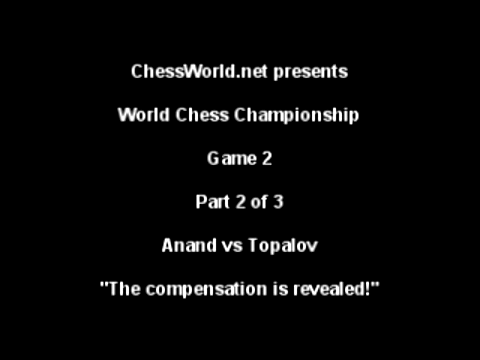 ChessWorld.net presents
World Chess Championship
Game 2
Part 2 of 3
Anand vs Topalov
"The compensation is revealed!"